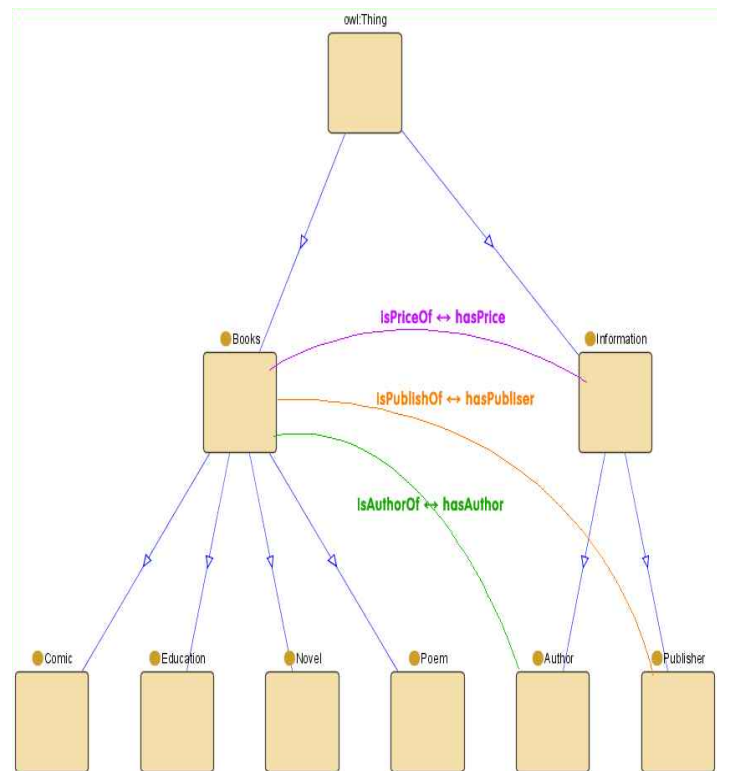 owl:Thing
IsPriceOf ↔ hasPrice
Books
Information
IsPublishOf ↔ hasPubliser
IsAuthorOf ↔ hasAuthor
Comic
Education
Novel
Poem
Author
Publisher